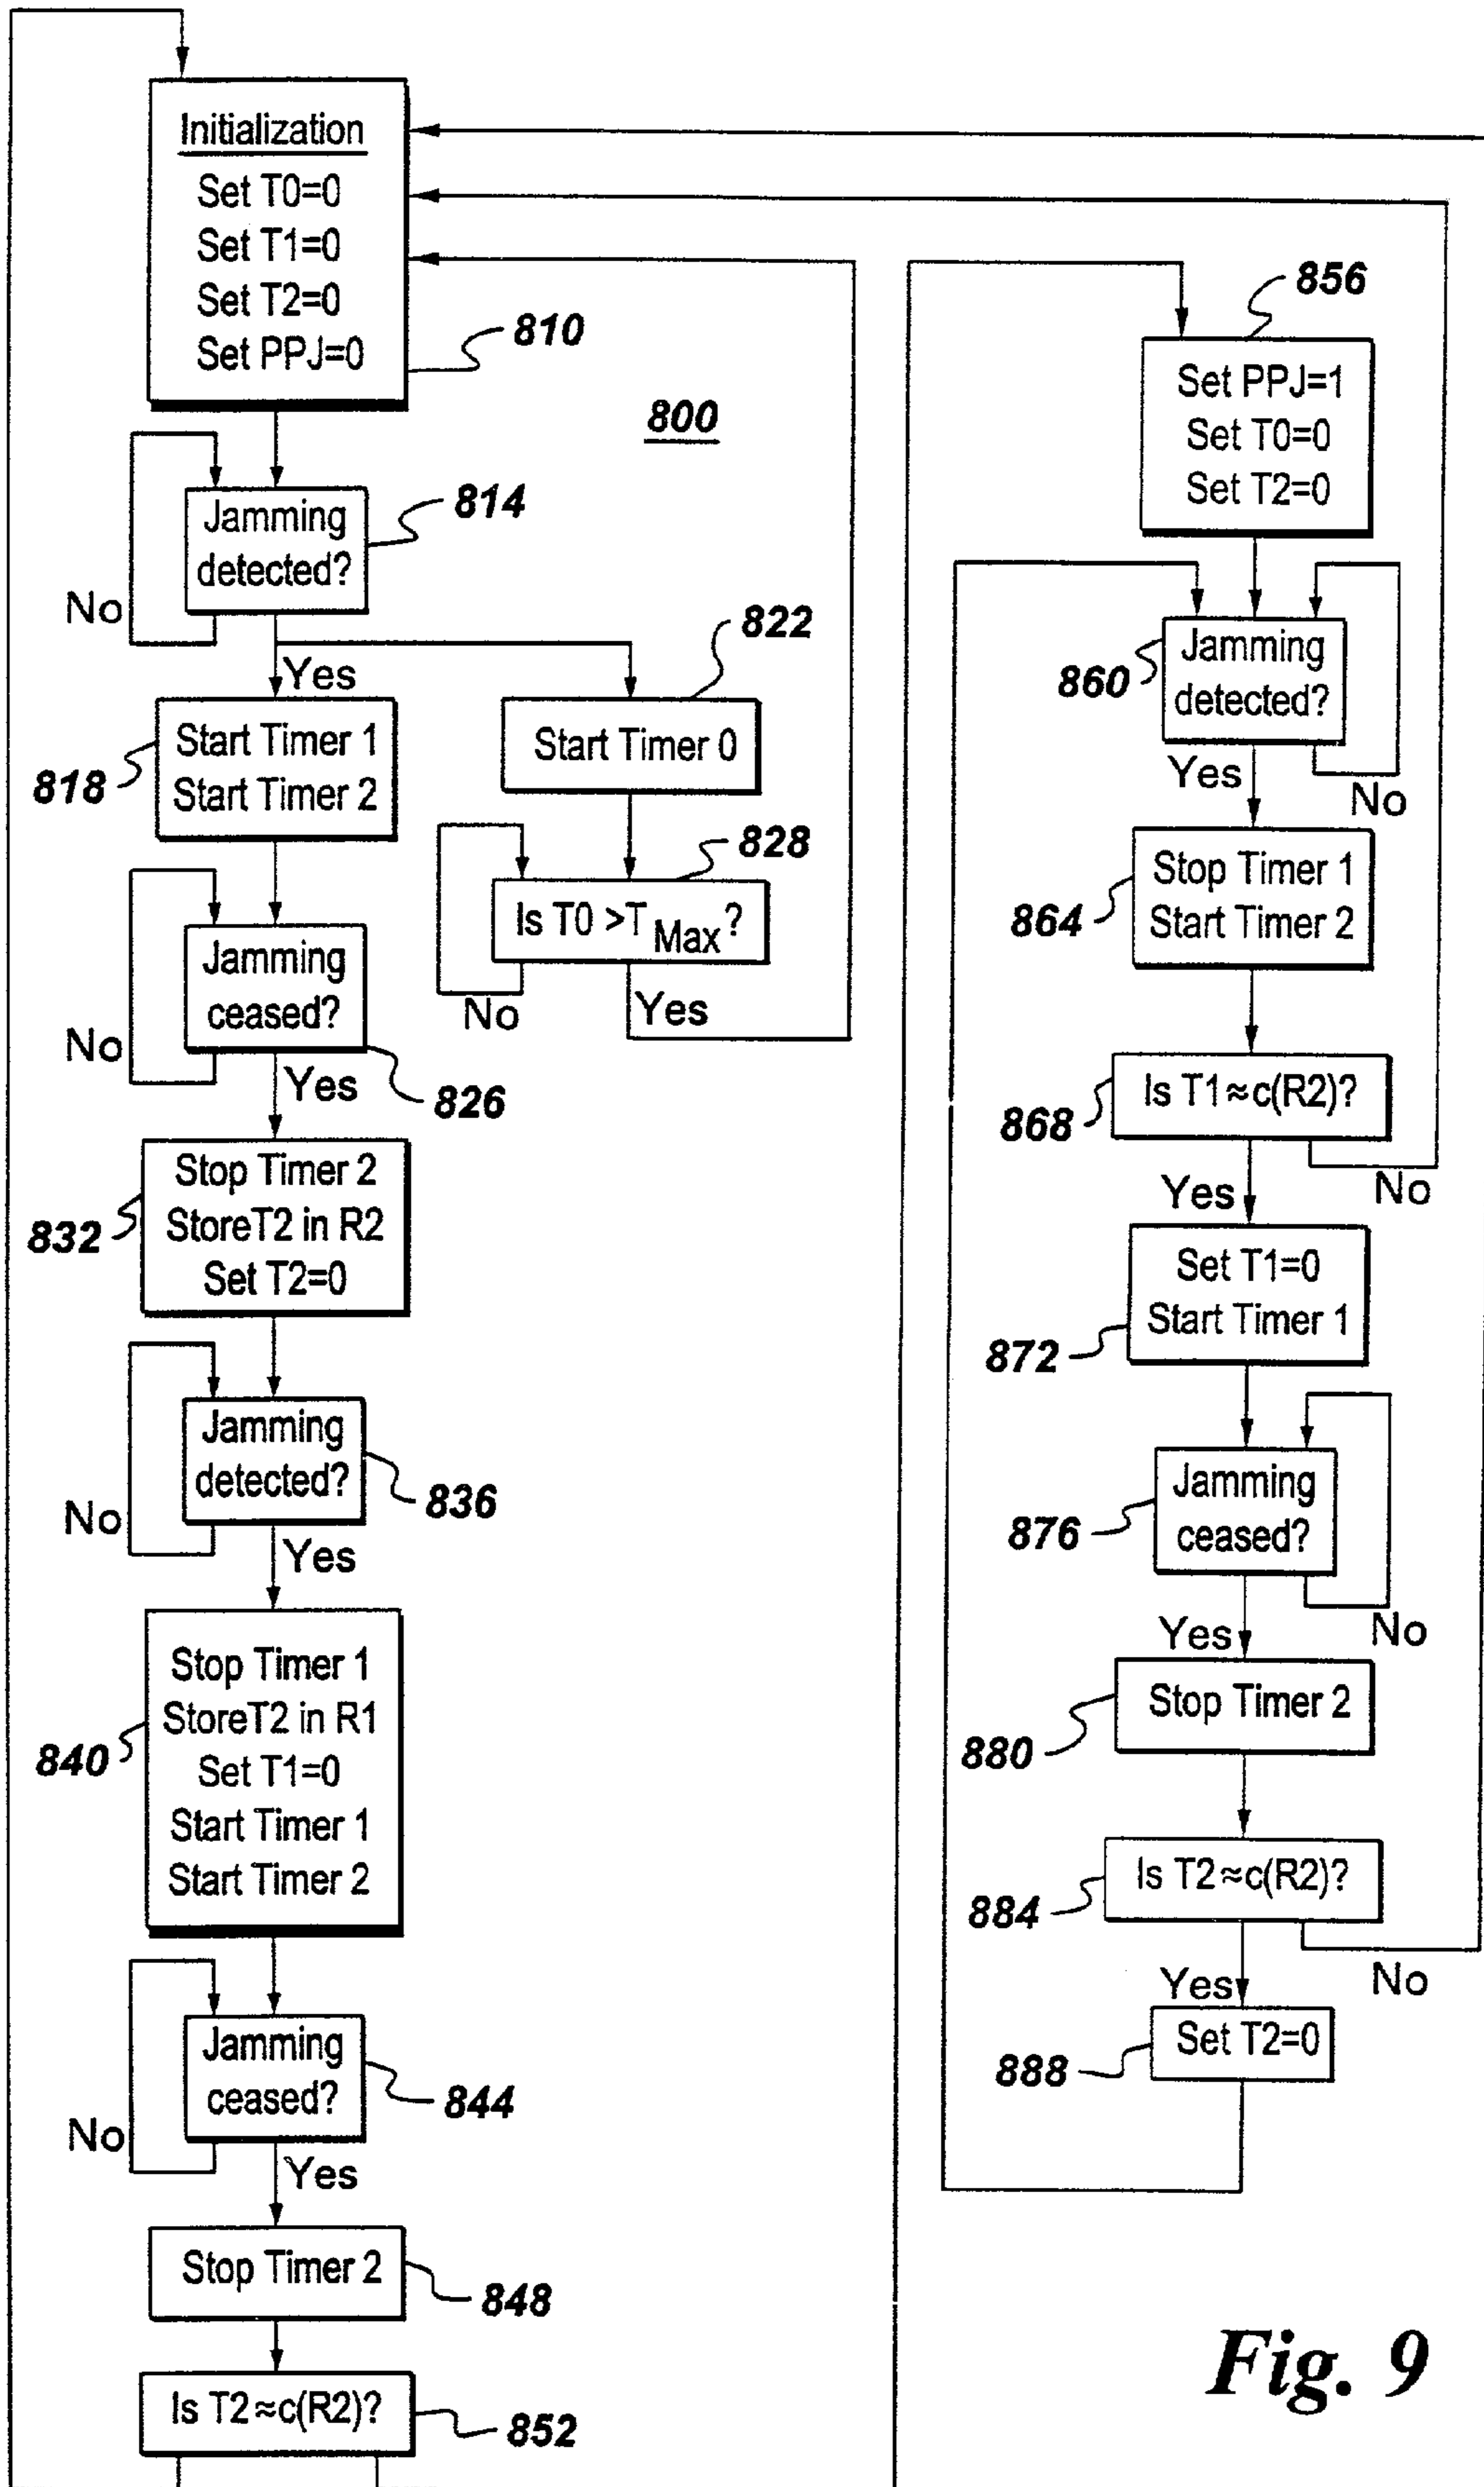 Initialization
Set T0=0
Set T1=0
Set T2=0
Set PPJ=0
810
800
Jamming
detected?
814
No
Yes
Start Timer 1
Start Timer 2
818
822
Start Timer 0
828
Is T0 >T Max ?
No
Yes
Jamming
ceased?
826
No
Yes
Stop Timer 2
StoreT2 in R2
Set T2=0
832
Jamming
detected?
836
No
Yes
Stop Timer 1
StoreT2 in R1
Set T1=0
Start Timer 1
Start Timer 2
840
Jamming
ceased?
844
No
Yes
Stop Timer 2
848
Is T2≈c(R2)?
852
856
Set PPJ=1
Set T0=0
Set T2=0
Jamming
detected?
860
Yes
No
Stop Timer 1
Start Timer 2
864
Is T1≈c(R2)?
868
Yes
No
Set T1=0
Start Timer 1
872
Jamming
ceased?
876
Yes
No
Stop Timer 2
880
Is T2≈c(R2)?
884
Yes
No
Set T2=0
888
Fig. 9